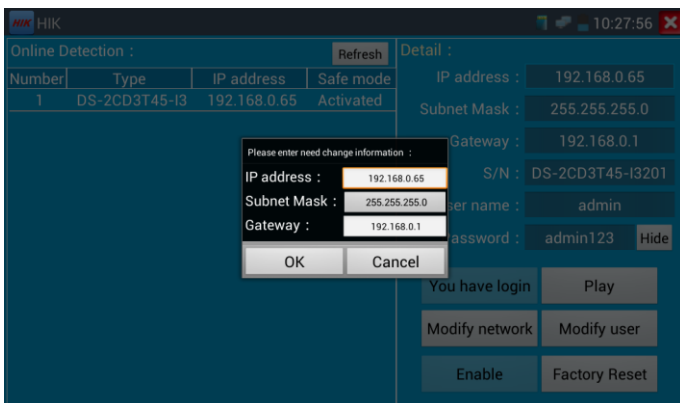 HIK HIK 10:27:56
Online Detection : Refresh
Number Type IP address Safe mode
1 DS-2CD3T45-I3 192.168.0.65 Activated
Detail :
IP address : 192.168.0.65
Subnet Mask : 255.255.255.0
Gateway : 192.168.0.1
S/N : DS-2CD3T45-I3201
ser name : admin
assword : admin123 Hide
You have login Play
Modify network Modify user
Enable Factory Reset
Please enter need change information :
IP address : 192.168.0.65
Subnet Mask : 255.255.255.0
Gateway : 192.168.0.1
OK Cancel